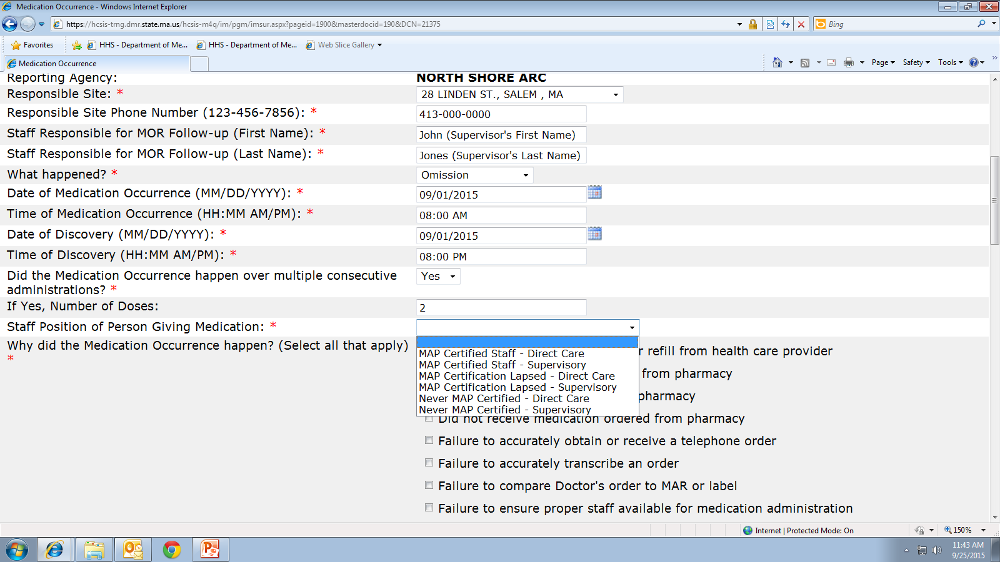 Medication Occurrence - Windows Internet Explorer
https://hcsis-trng.dmr.state.ma.us/hcsis-m4q/im/pgm/imsur.aspx?pageid=1900&masterdocid=190&DCN=21375
Bing
Favorites HHS - Department of Me... HHS - Department of Me... Web Slice Gallery
Medication Occurrence
Page Safety Tools
Reporting Agency: NORTH SHORE ARC
Responsible Site: * 28 LINDEN ST., SALEM , MA
Responsible Site Phone Number (123-456-7856): * 413-000-0000
Staff Responsible for MOR Follow-up (First Name): * John (Supervisor's First Name)
Staff Responsible for MOR Follow-up (Last Name): * Jones (Supervisor's Last Name)
What happened? * Omission
Date of Medication Occurrence (MM/DD/YYYY): * 09/01/2015
Time of Medication Occurrence (HH:MM AM/PM): * 08:00 AM
Date of Discovery (MM/DD/YYYY): * 09/01/2015
Time of Discovery (HH:MM AM/PM): * 08:00 PM
Did the Medication Occurrence happen over multiple consecutive
administrations? * Yes
If Yes, Number of Doses: 2
Staff Position of Person Giving Medication: *
Why did the Medication Occurrence happen? (Select all that apply)
*
MAP Certified Staff - Direct Care
MAP Certified Staff - Supervisory
MAP Certification Lapsed - Direct Care
MAP Certification Lapsed - Supervisory
Never MAP Certified - Direct Care
Never MAP Certified - Supervisory
r refill from health care provider
from pharmacy
pharmacy
Did not receive medication ordered from pharmacy
Failure to accurately obtain or receive a telephone order
Failure to accurately transcribe an order
Failure to compare Doctor's order to MAR or label
Failure to ensure proper staff available for medication administration
Internet | Protected Mode: On
150%
11:43 AM
9/25/2015